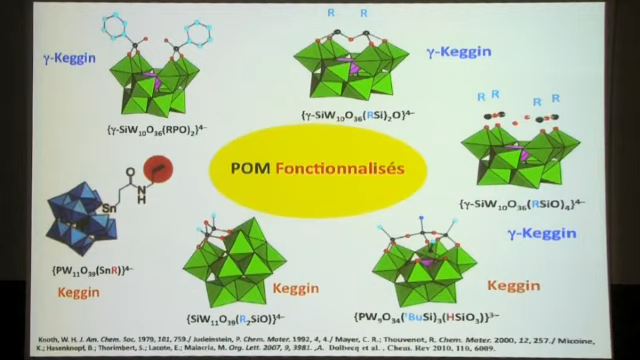 R R
γ-Keggin
γ-Keggin
{γ-SiW10O36(RPO)2}4-
{γ-SiW10O36(RSi)2O}4-
R R R R
POM Fonctionnalisés
O
N
H
Sn
{γ-SiW10O36(RSiO)4}4-
γ-Keggin
{PW11O39(SnR)}4-
Keggin
Keggin
Keggin
{SiW11O39(R2SiO)}4-
{PW9O34(tBuSi)3(HSiO3)}3-
Knoth, W. H. J. Am. Chem. Soc. 1979, 101, 759./ Judeinstein, P. Chem. Mater. 1992, 4, 4./ Mayer, C. R.; Thouvenot, R. Chem. Mater. 2000, 12, 257./ Micoine,
K.; Hasenknopf, B.; Thorimbert, S.; Lacote, E.; Malacria, M. Org. Lett. 2007, 9, 3981. ,A. Dolbecq et al. , Chem. Rev 2010, 110, 6009.